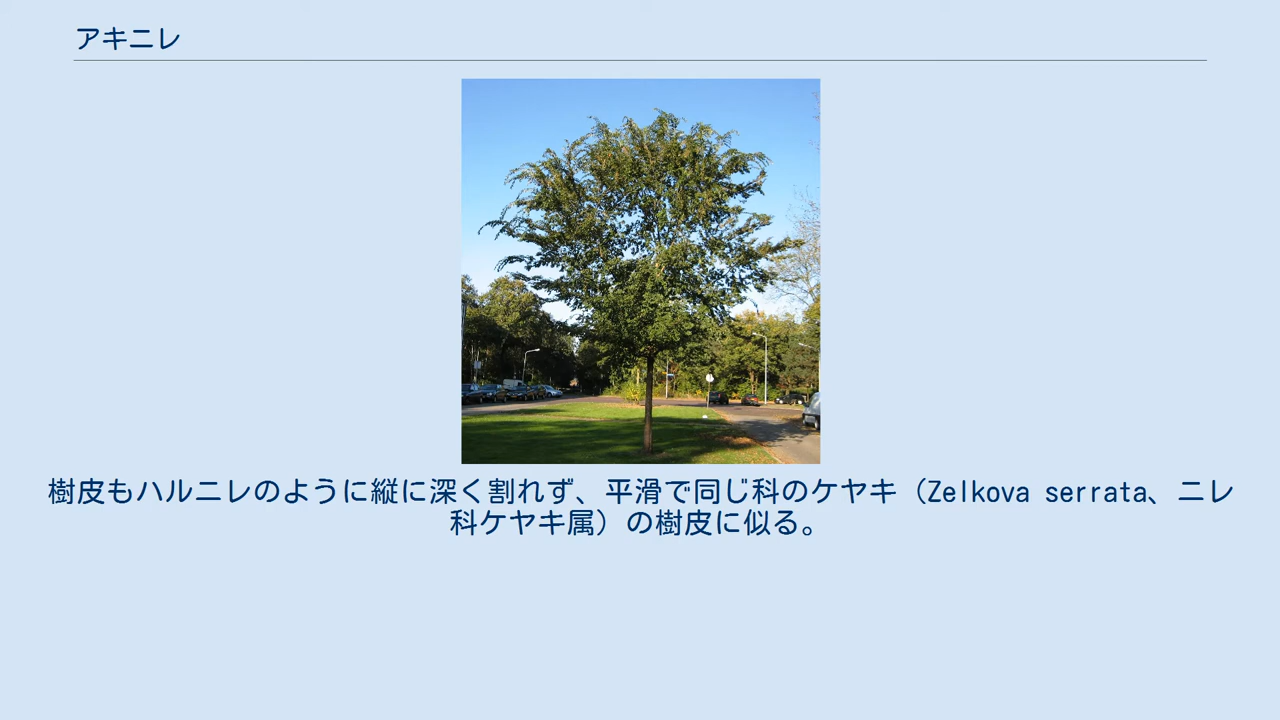 アキニレ
樹皮もハルニレのように縦に深く割れず、平滑で同じ科のケヤキ（Zelkova serrata、ニレ
科ケヤキ属）の樹皮に似る。